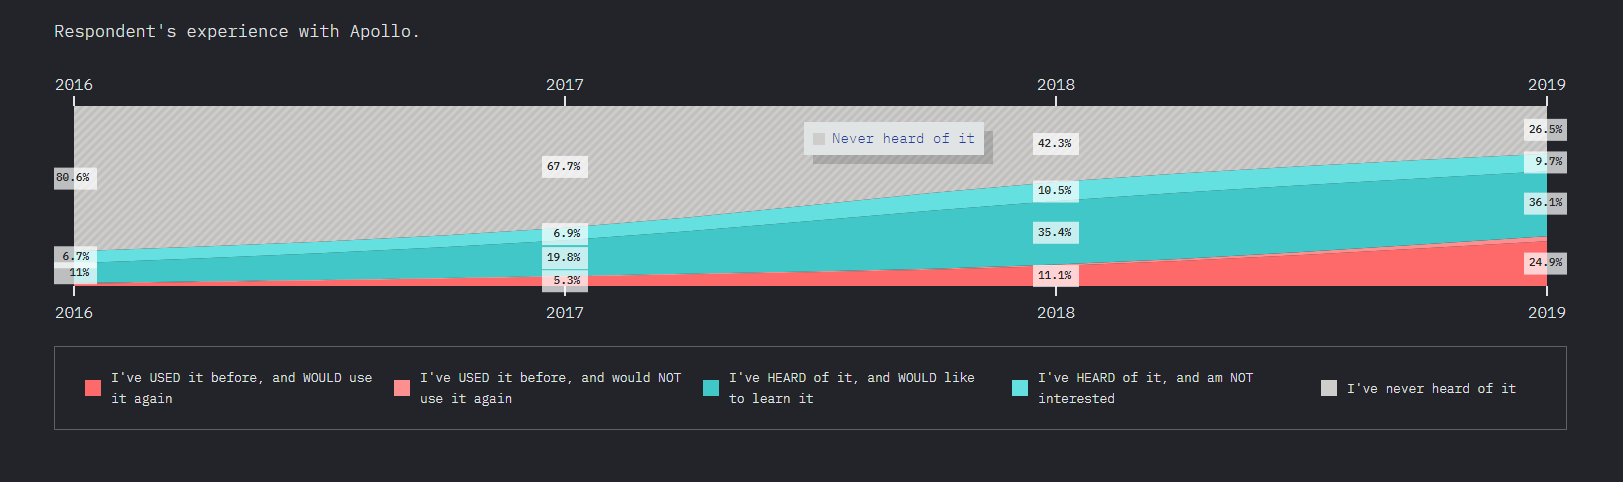 Respondent's experience with Apollo.
2016 2017 2018 2019
26.5%
Never heard of it
42.3%
9.7%
67.7%
80.6%
10.5%
36.1%
6.9%
35.4%
6.7%
19.8%
24.9%
11%
11.1%
5.3%
2016 2017 2018 2019
I've USED it before, and WOULD use
it again
I've USED it before, and would NOT
use it again
I've HEARD of it, and WOULD like
to learn it
I've HEARD of it, and am NOT
interested
I've never heard of it